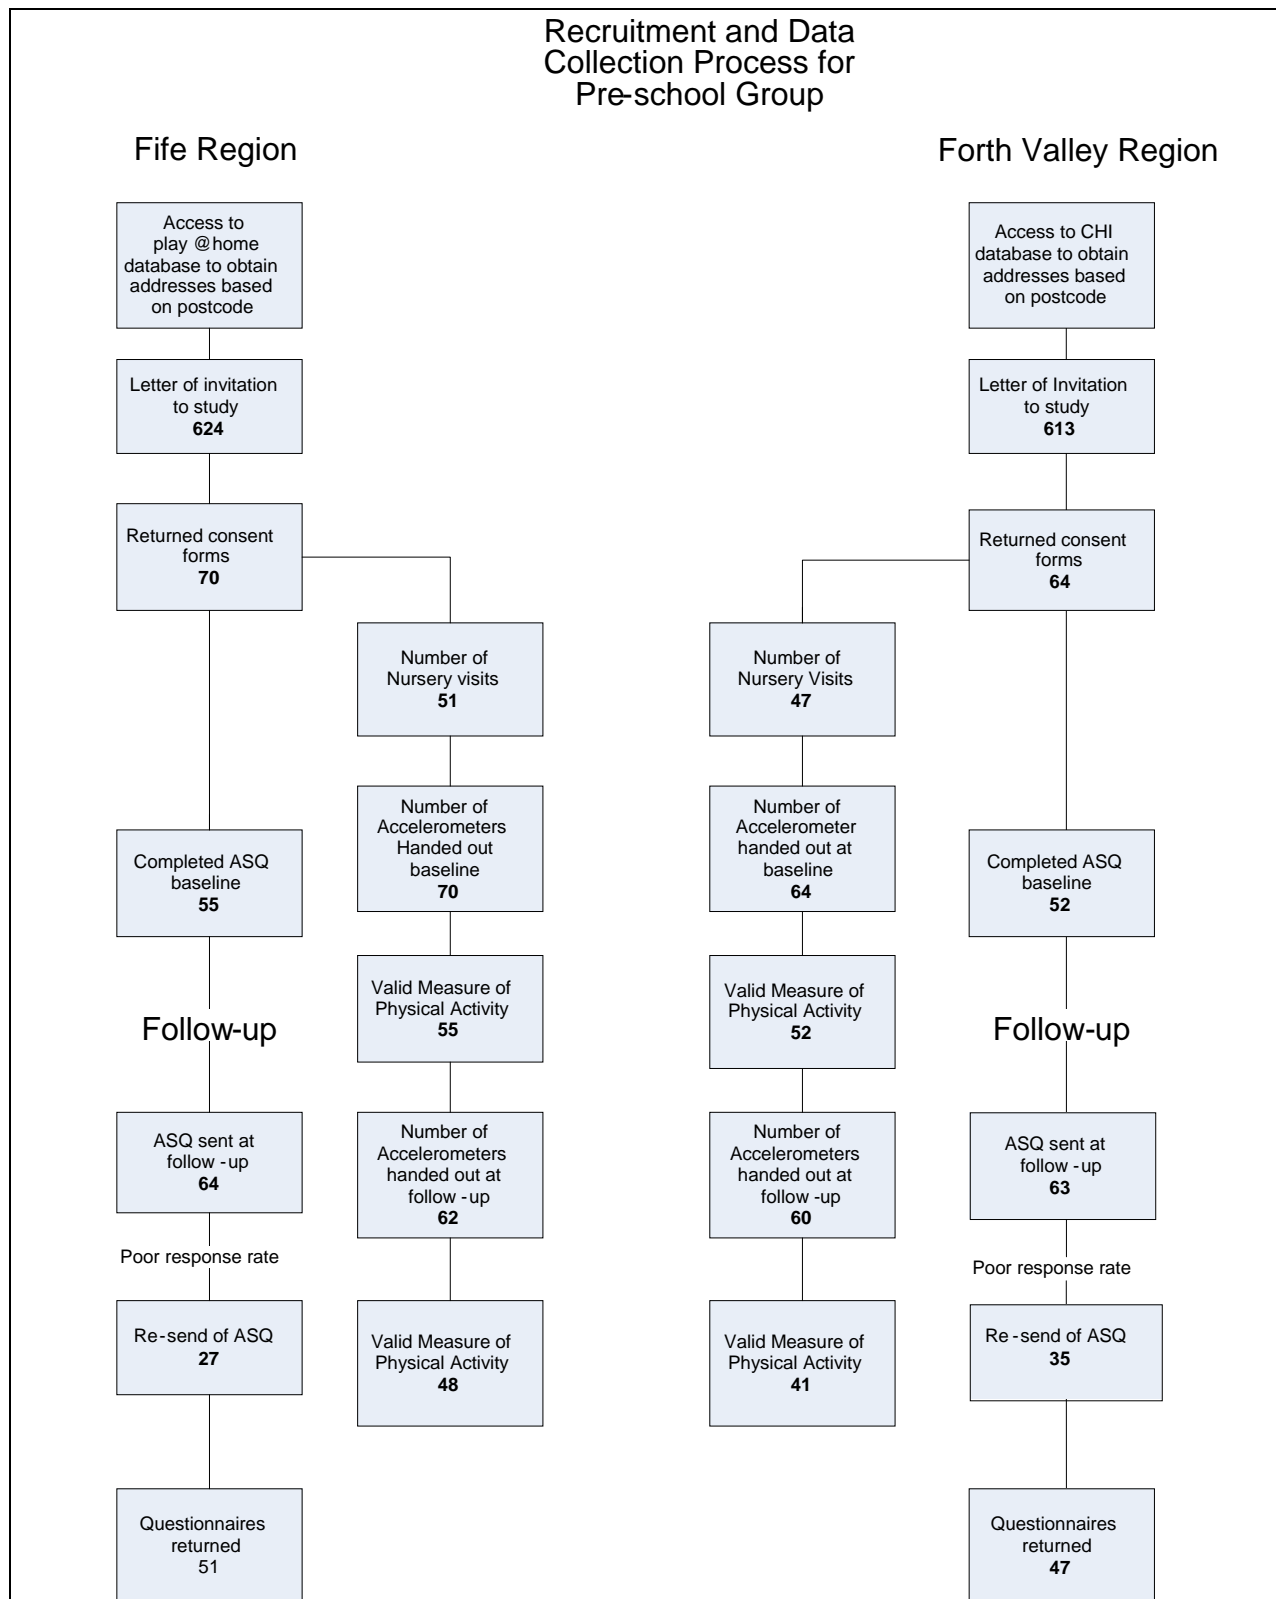 Recruitment and Data
Collection Process for
Pre-school Group
Fife Region
Forth Valley Region
Access to
play @home
database to obtain
addresses based
on postcode
Access to CHI
database to obtain
addresses based
on postcode
Letter of invitation
to study
624
Letter of Invitation
to study
613
Returned consent
forms
70
Returned consent
forms
64
Number of
Nursery visits
51
Number of
Nursery Visits
47
Number of
Accelerometers
Handed out
baseline
70
Number of
Accelerometer
handed out at
baseline
64
Completed ASQ
baseline
55
Completed ASQ
baseline
52
Valid Measure of
Physical Activity
55
Valid Measure of
Physical Activity
52
Follow-up
Follow-up
ASQ sent at
follow -up
64
Number of
Accelerometers
handed out at
follow -up
62
Number of
Accelerometers
handed out at
follow -up
60
ASQ sent at
follow -up
63
Poor response rate
Poor response rate
Re-send of ASQ
27
Valid Measure of
Physical Activity
48
Valid Measure of
Physical Activity
41
Re-send of ASQ
35
Questionnaires
returned
51
Questionnaires
returned
47